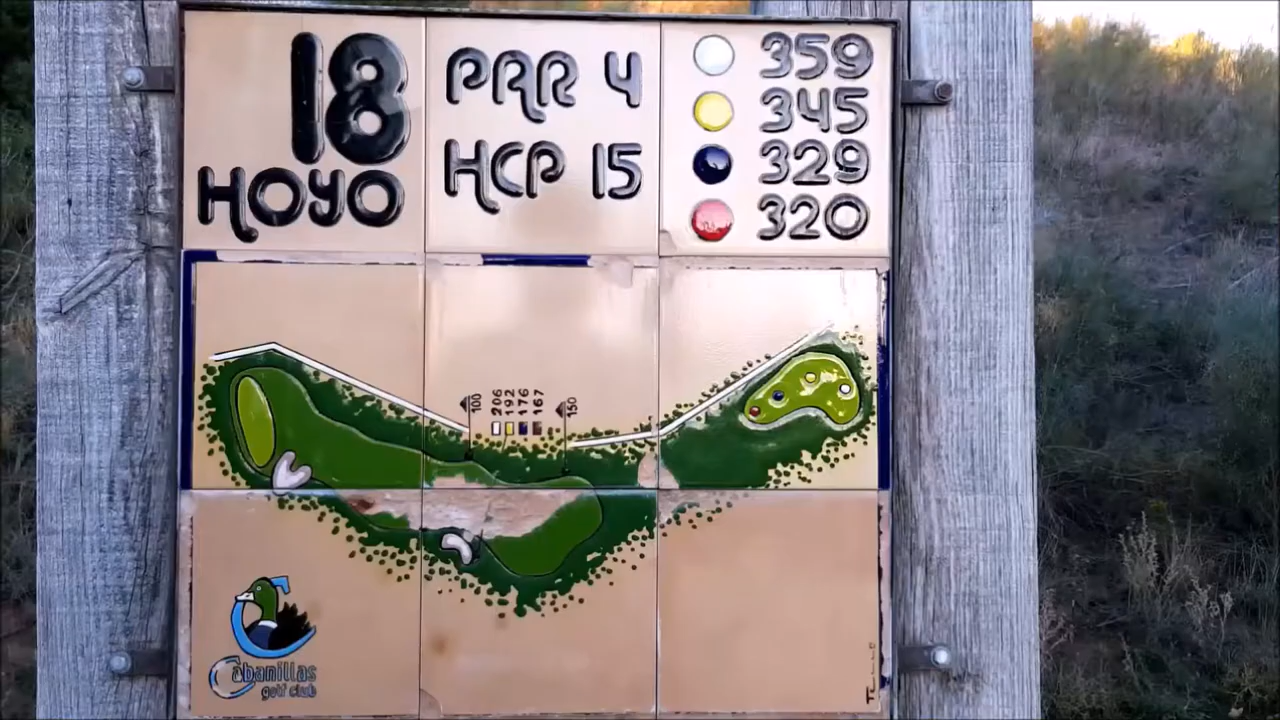 18
HOYO
PAR 4
HCP 15
359
345
329
320
100
206
192
176
167
150
Cabanillas
golf club